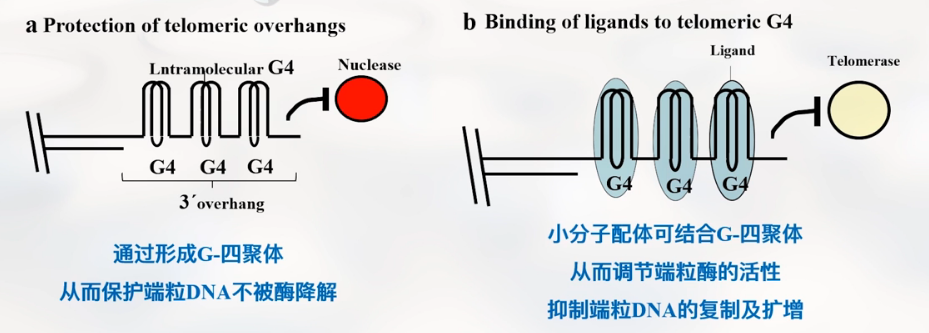 a Protection of telomeric overhangs
Lntramolecular G4
Nuclease
G4 G4 G4
3´overhang
通过形成G-四聚体
从而保护端粒DNA不被酶降解
b Binding of ligands to telomeric G4
Ligand
Telomerase
G4 G4 G4
小分子配体可结合G-四聚体
从而调节端粒酶的活性
抑制端粒DNA的复制及扩增